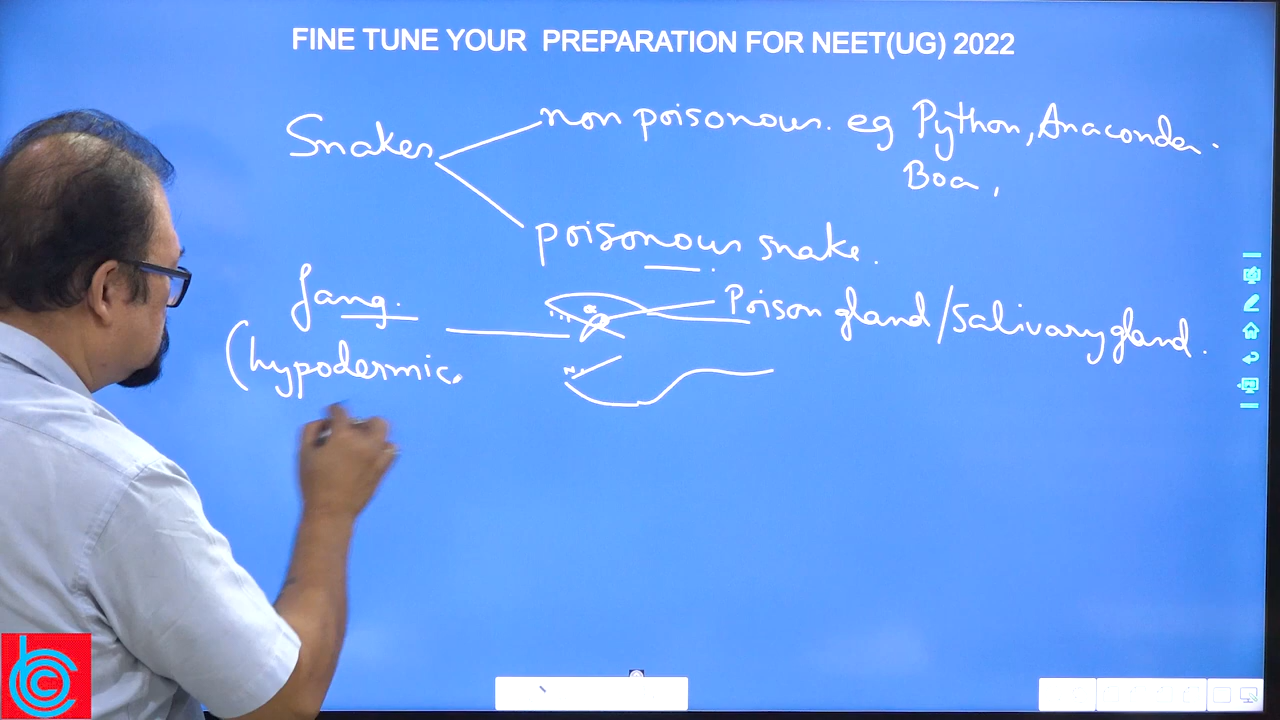 FINE TUNE YOUR PREPARATION FOR NEET(UG) 2022
Snakes
non poisonous. eg Python, Anaconda.
Boa,
poisonous snake.
fang.
Poison gland/Salivary gland.
(hypodermic.
bcc